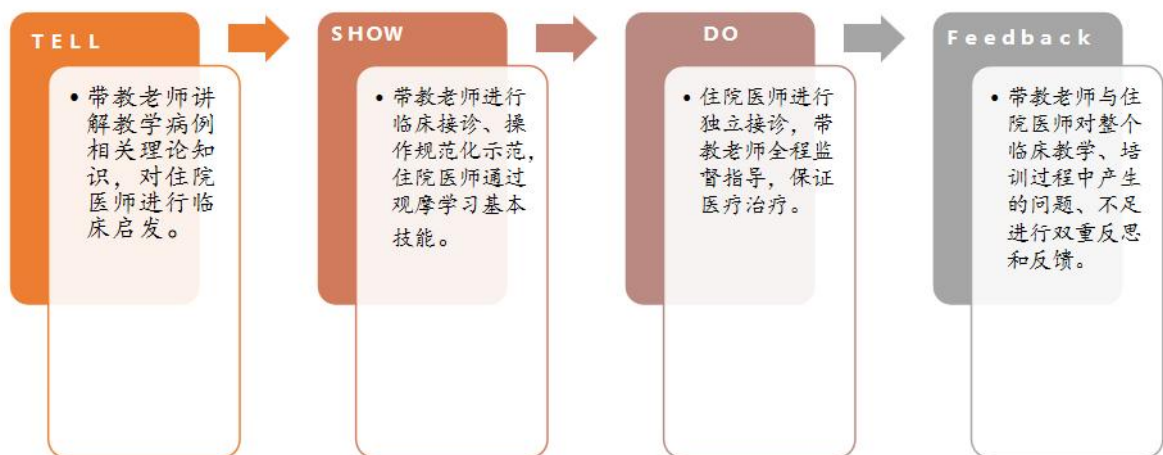 TELL
• 带教老师讲
解教学病例
相关理论知
识，对住院
医师进行临
床启发。
SHOW
• 带教老师进行
临床接诊、操
作规范化示范，
住院医师通过
观摩学习基本
技能。
DO
• 住院医师进行
独立接诊，带
教老师全程监
督指导，保证
医疗治疗。
Feedback
• 带教老师与住
院医师对整个
临床教学、培
训过程中产生
的问题、不足
进行双重反思
和反馈。